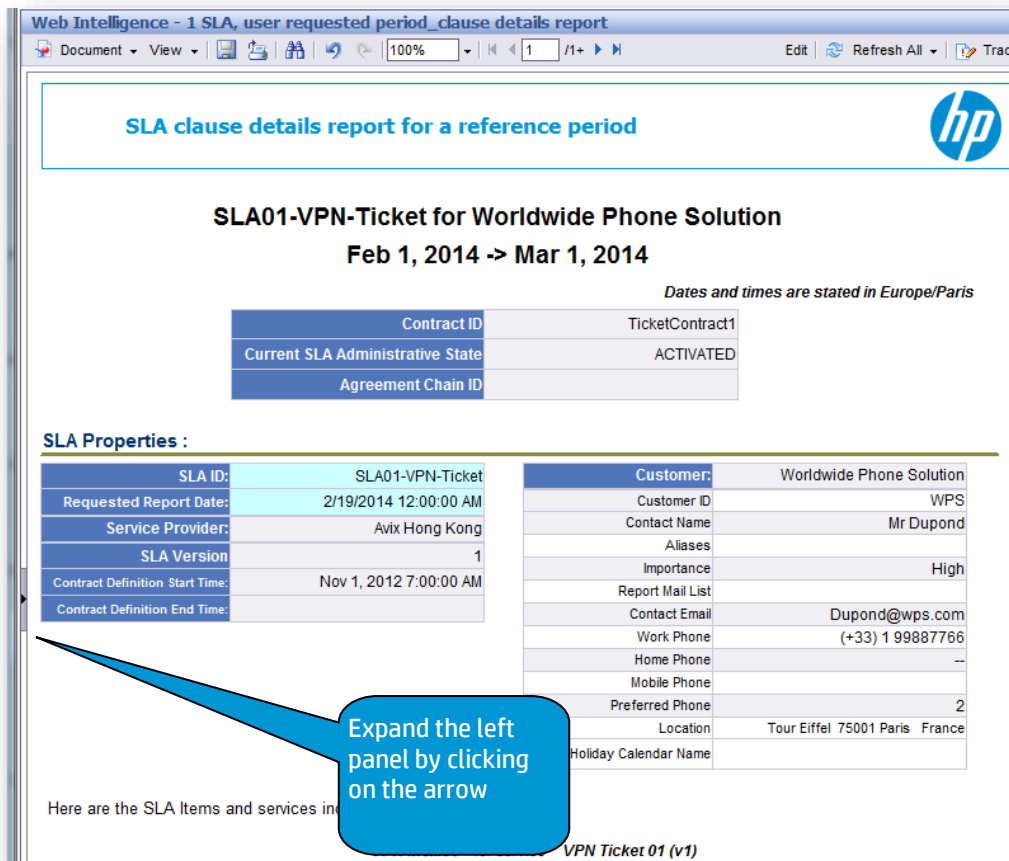 Web Intelligence - 1 SLA, user requested period_clause details report
Document View 100% 1 /1+ Edit Refresh All
SLA clause details report for a reference period
hp
SLA01-VPN-Ticket for Worldwide Phone Solution
Feb 1, 2014 -> Mar 1, 2014
Dates and times are stated in Europe/Paris
Contract ID TicketContract1
Current SLA Administrative State ACTIVATED
Agreement Chain ID
SLA Properties :
SLA ID: SLA01-VPN-Ticket
Requested Report Date: 2/19/2014 12:00:00 AM
Service Provider: Avix Hong Kong
SLA Version 1
Contract Definition Start Time: Nov 1, 2012 7:00:00 AM
Contract Definition End Time:
Customer: Worldwide Phone Solution
Customer ID WPS
Contact Name Mr Dupond
Aliases
Importance High
Report Mail List
Contact Email Dupond@wps.com
Work Phone (+33) 1 99887766
Home Phone --
Mobile Phone
Preferred Phone 2
Location Tour Eiffel 75001 Paris France
Holiday Calendar Name
Expand the left
panel by clicking
on the arrow
Here are the SLA Items and services
VPN Ticket 01 (v1)